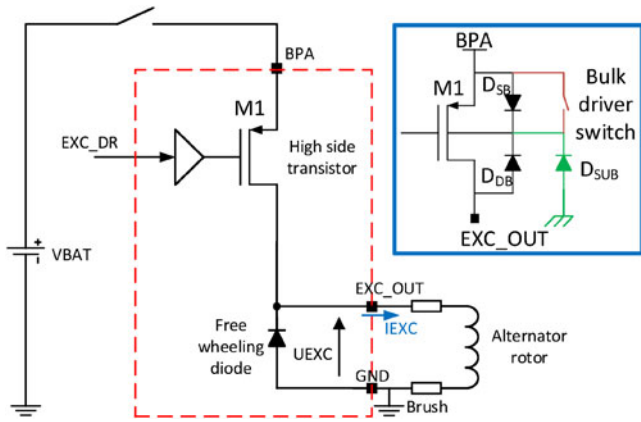 BPA
M1
EXC_DR
High side
transistor
+
-
VBAT
EXC_OUT
IEXC
Free
wheeling
diode
UEXC
Alternator
rotor
GND
Brush
BPA
DSB
M1
Bulk
driver
switch
DDB
DSUB
EXC_OUT